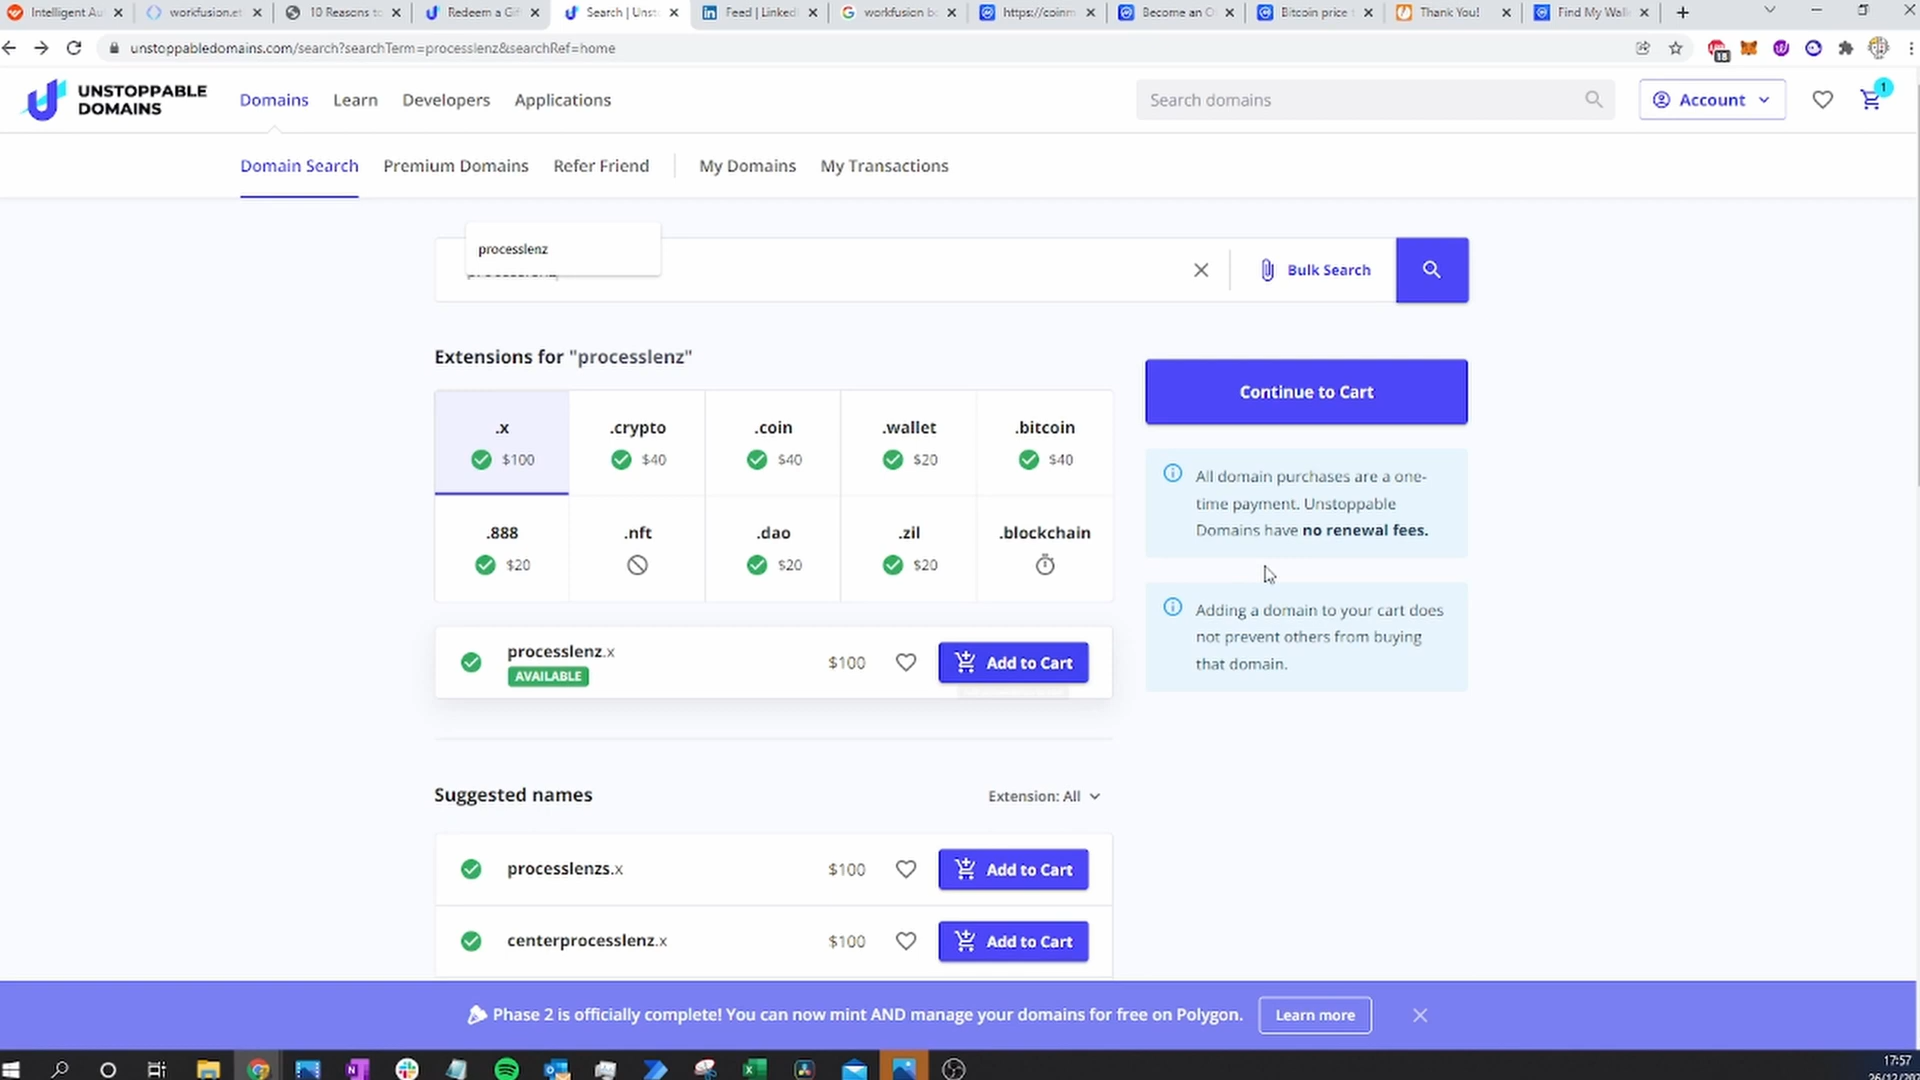 Intelligent Au
workfusion.et
10 Reasons to
Redeem a Gif
Search | Unst
Feed | Linked
workfusion b
https://coinm
Become an O
Bitcoin price
Thank You!
Find My Wall
unstoppabledomains.com/search?searchTerm=processlenz&searchRef=home
18
UNSTOPPABLE
DOMAINS
Domains
Learn
Developers
Applications
Search domains
Account
1
Domain Search
Premium Domains
Refer Friend
My Domains
My Transactions
processlenz
Bulk Search
Extensions for "processlenz"
.x
.crypto
.coin
.wallet
.bitcoin
$100
$40
$40
$20
$40
.888
.nft
.dao
.zil
.blockchain
$20
$20
$20
Continue to Cart
All domain purchases are a one-
time payment. Unstoppable
Domains have no renewal fees.
Adding a domain to your cart does
not prevent others from buying
that domain.
processlenz.x
AVAILABLE
$100
Add to Cart
Suggested names
Extension: All
processlenzs.x
$100
Add to Cart
centerprocesslenz.x
$100
Add to Cart
Phase 2 is officially complete! You can now mint AND manage your domains for free on Polygon.
Learn more
17:57